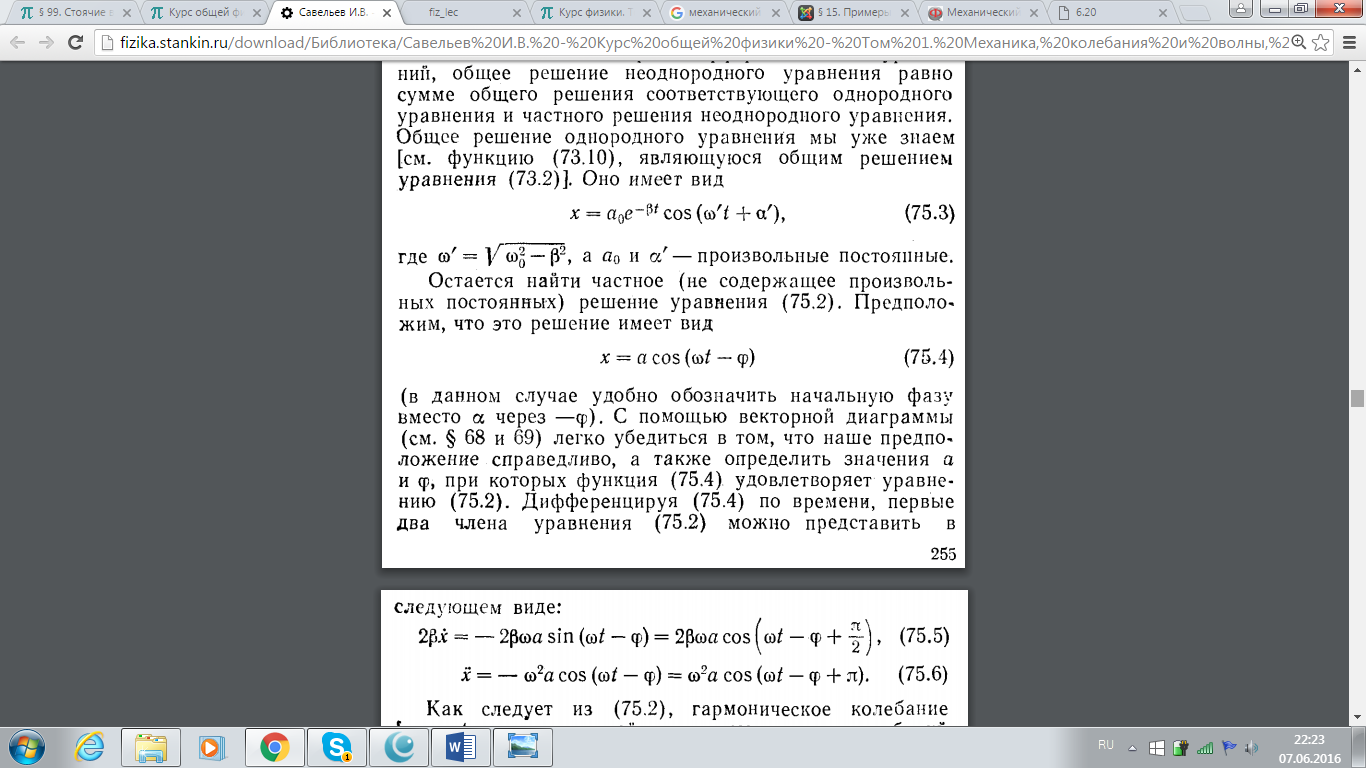 § 99. Стоячие в
Курс общей фи
Савельев И.В. -
fiz_lec
Курс физики. Т
механический
§ 15. Примеры
Механический
6.20
fizika.stankin.ru/download/Библиотека/Савельев%20И.В.%20-%20Курс%20общей%20физики%20-%20Том%201.%20Механика,%20колебания%20и%20волны,%2
ний, общее решение неоднородного уравнения равно
сумме общего решения соответствующего однородного
уравнения и частного решения неоднородного уравнения.
Общее решение однородного уравнения мы уже знаем
[см. функцию (73.10), являющуюся общим решением
уравнения (73.2)]. Оно имеет вид
x = a₀e^{−βt} cos (ω′t + α′), (75.3)
где ω′ = √(ω₀² − β²), а a₀ и α′ — произвольные постоянные.
Остается найти частное (не содержащее произволь-
ных постоянных) решение уравнения (75.2). Предполо-
жим, что это решение имеет вид
x = a cos (ωt − φ) (75.4)
(в данном случае удобно обозначить начальную фазу
вместо α через —φ). С помощью векторной диаграммы
(см. § 68 и 69) легко убедиться в том, что наше предпо-
ложение справедливо, а также определить значения a
и φ, при которых функция (75.4) удовлетворяет уравне-
нию (75.2). Дифференцируя (75.4) по времени, первые
два члена уравнения (75.2) можно представить в
255
следующем виде:
2βẋ = − 2βωa sin (ωt − φ) = 2βωa cos (ωt − φ + π/2), (75.5)
ẍ = − ω²a cos (ωt − φ) = ω²a cos (ωt − φ + π). (75.6)
Как следует из (75.2), гармоническое колебание
RU
22:23
07.06.2016